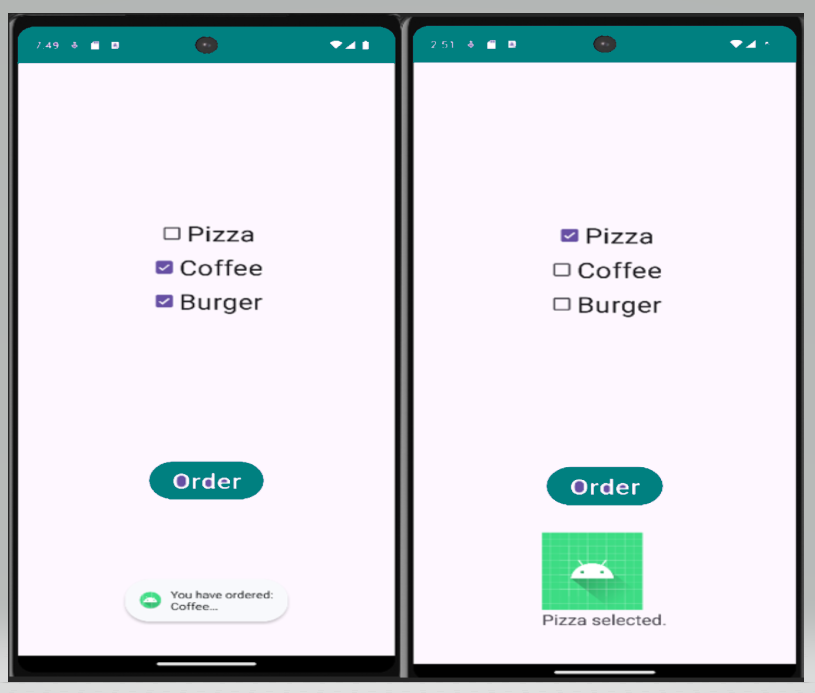 7:49
Pizza
Coffee
Burger
Order
You have ordered:
Coffee...
2:51
Pizza
Coffee
Burger
Order
Pizza selected.